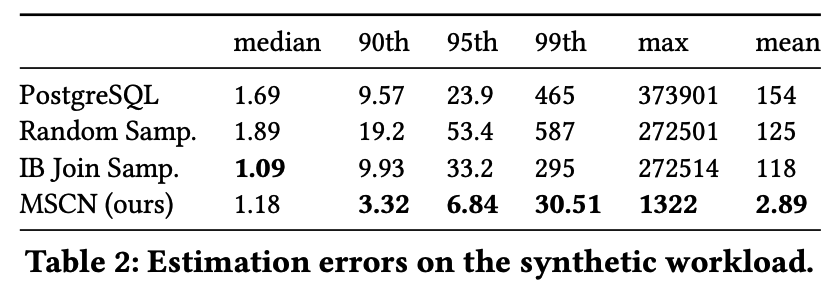 median 90th 95th 99th max mean
PostgreSQL 1.69 9.57 23.9 465 373901 154
Random Samp. 1.89 19.2 53.4 587 272501 125
IB Join Samp. 1.09 9.93 33.2 295 272514 118
MSCN (ours) 1.18 3.32 6.84 30.51 1322 2.89
Table 2: Estimation errors on the synthetic workload.